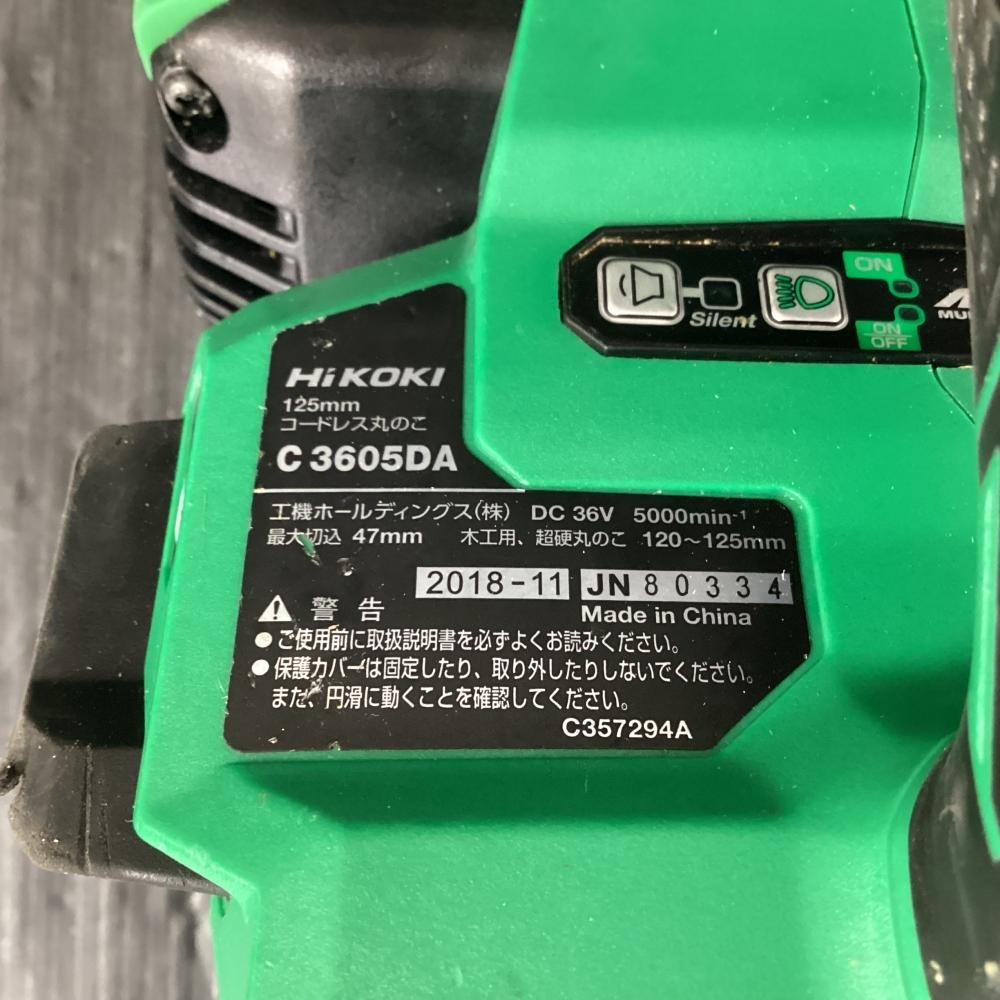 ON
Silent
ON
OFF
HiKOKI
125mm
コードレス丸のこ
C 3605DA
工機ホールディングス(株) DC 36V 5000min-1
最大切込 47mm 木工用、超硬丸のこ 120～125mm
2018-11 JN 80334
Made in China
警告
●ご使用前に取扱説明書を必ずよくお読みください。
●保護カバーは固定したり、取り外したりしないでください。
また、円滑に動くことを確認してください。
C357294A